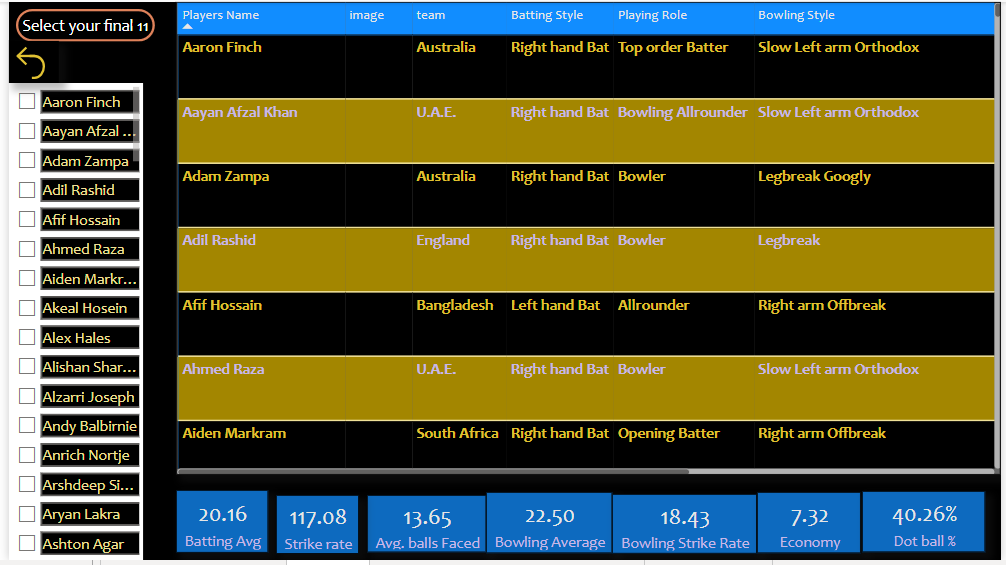 Select your final 11
Aaron Finch
Aayan Afzal ...
Adam Zampa
Adil Rashid
Afif Hossain
Ahmed Raza
Aiden Markr...
Akeal Hosein
Alex Hales
Alishan Shar...
Alzarri Joseph
Andy Balbirnie
Anrich Nortje
Arshdeep Si...
Aryan Lakra
Ashton Agar
Players Name image team Batting Style Playing Role Bowling Style
Aaron Finch Australia Right hand Bat Top order Batter Slow Left arm Orthodox
Aayan Afzal Khan U.A.E. Right hand Bat Bowling Allrounder Slow Left arm Orthodox
Adam Zampa Australia Right hand Bat Bowler Legbreak Googly
Adil Rashid England Right hand Bat Bowler Legbreak
Afif Hossain Bangladesh Left hand Bat Allrounder Right arm Offbreak
Ahmed Raza U.A.E. Right hand Bat Bowler Slow Left arm Orthodox
Aiden Markram South Africa Right hand Bat Opening Batter Right arm Offbreak
20.16 117.08 13.65 22.50 18.43 7.32 40.26%
Batting Avg Strike rate Avg. balls Faced Bowling Average Bowling Strike Rate Economy Dot ball %